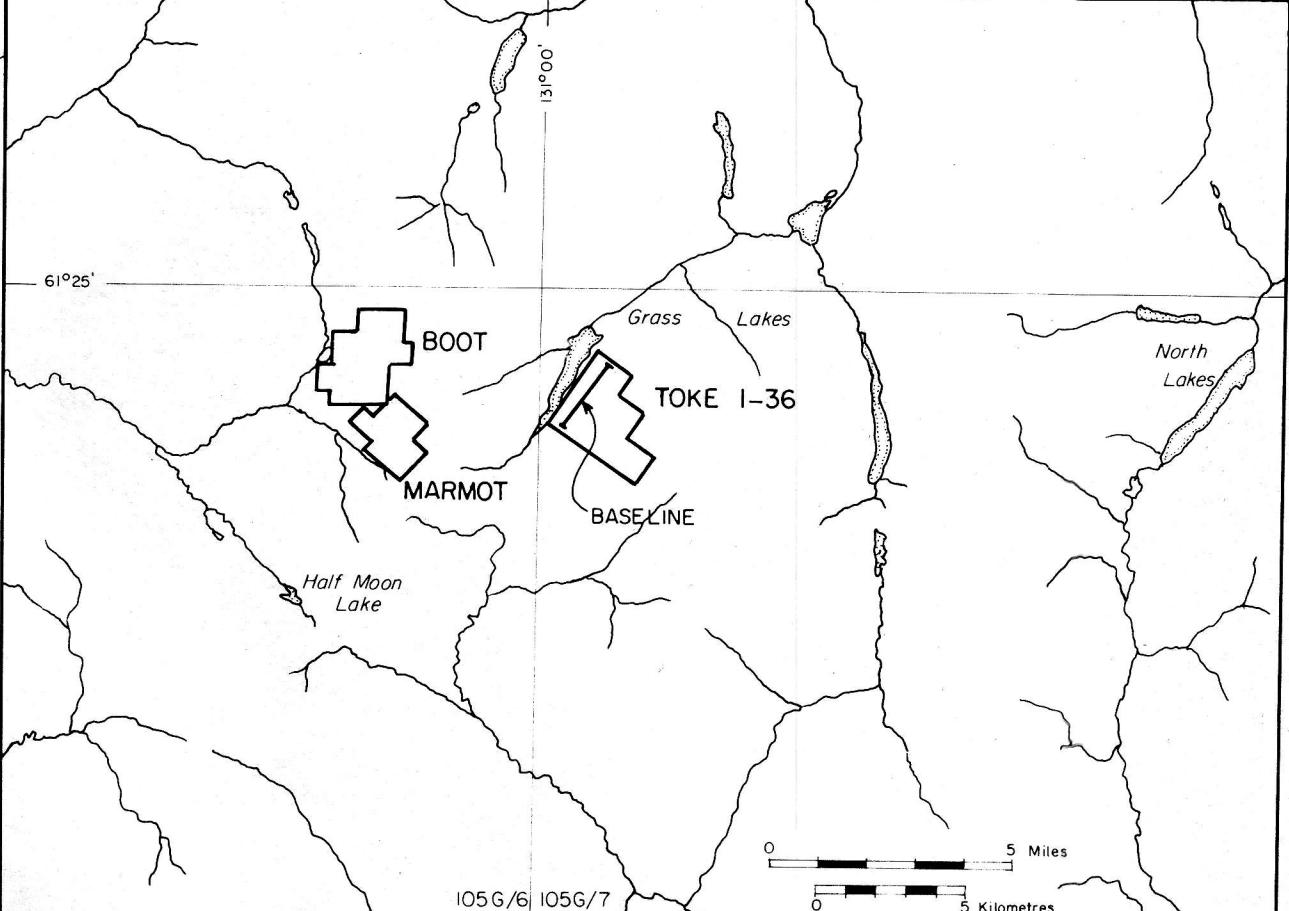 131°00'
61°25'
Grass Lakes
BOOT
North
Lakes
TOKE 1-36
MARMOT
BASELINE
Half Moon
Lake
0 5 Miles
105G/6 105G/7
0 5 Kilometres